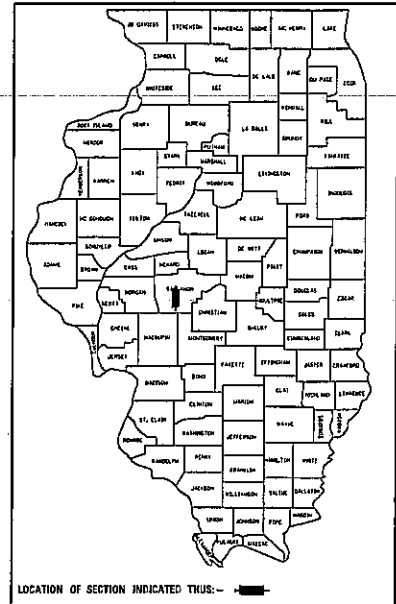 JO DAVIESS STEPHENSON WINNEBAGO BOONE MC HENRY LAKE
CARROLL OGLE DE KALB KANE DU PAGE COOK
WHITESIDE LEE KENDALL WILL
ROCK ISLAND HENRY BUREAU LA SALLE GRUNDY
MERCER PUTNAM KANKAKEE
STARK MARSHALL LIVINGSTON
HENDERSON WARREN KNOX PEORIA WOODFORD IROQUOIS
HANCOCK MC DONOUGH FULTON TAZEWELL MC LEAN FORD
SCHUYLER MASON LOGAN DE WITT CHAMPAIGN VERMILION
ADAMS BROWN CASS MENARD MACON PIATT
PIKE SCOTT MORGAN SANGAMON CHRISTIAN MOULTRIE DOUGLAS EDGAR
COLES
GREENE MACOUPIN MONTGOMERY SHELBY CUMBERLAND CLARK
CALHOUN JERSEY FAYETTE EFFINGHAM JASPER CRAWFORD
MADISON BOND CLAY RICHLAND LAWRENCE
MARION
CLINTON WAYNE
ST. CLAIR WASHINGTON JEFFERSON
MONROE
RANDOLPH PERRY HAMILTON WHITE
FRANKLIN
JACKSON WILLIAMSON SALINE GALLATIN
UNION JOHNSON POPE HARDIN
PULASKI MASSAC
LOCATION OF SECTION INDICATED THUS:-